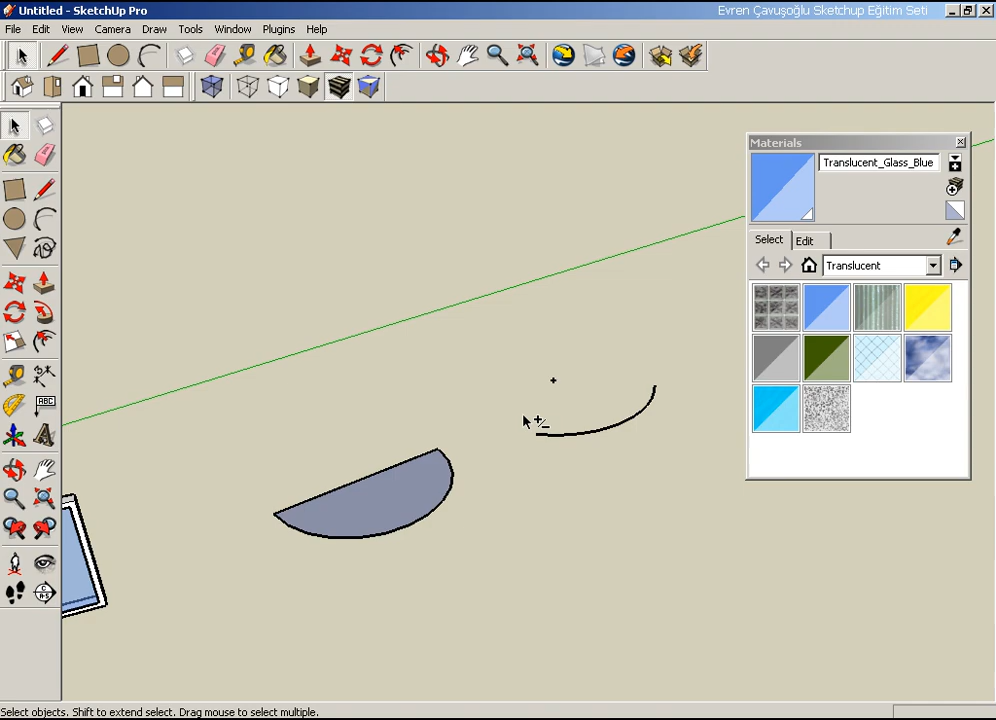 Untitled - SketchUp Pro
Evren Çavuşoğlu Sketchup Eğitim Seti
File Edit View Camera Draw Tools Window Plugins Help
Materials
Translucent_Glass_Blue
Select Edit
Translucent
ABC
A
Select objects. Shift to extend select. Drag mouse to select multiple.